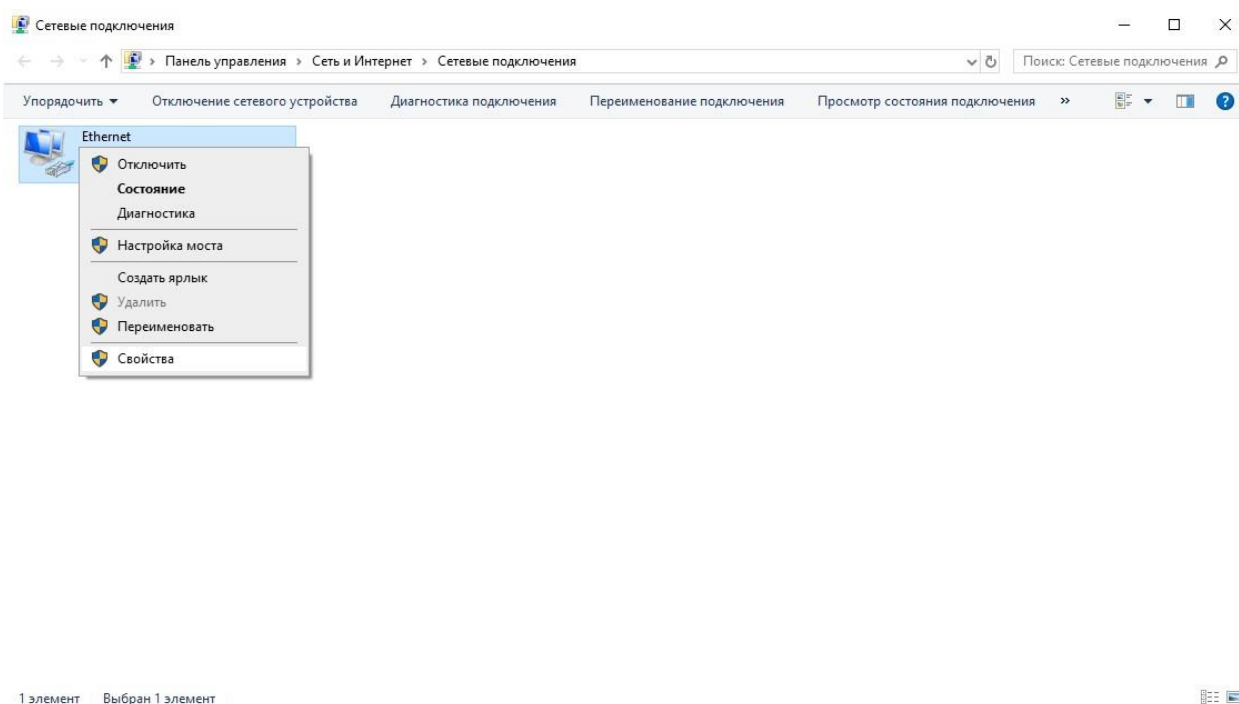 Сетевые подключения
Панель управления › Сеть и Интернет › Сетевые подключения
Поиск: Сетевые подключения
Упорядочить Отключение сетевого устройства Диагностика подключения Переименование подключения Просмотр состояния подключения »
Ethernet
Отключить
Состояние
Диагностика
Настройка моста
Создать ярлык
Удалить
Переименовать
Свойства
1 элемент Выбран 1 элемент